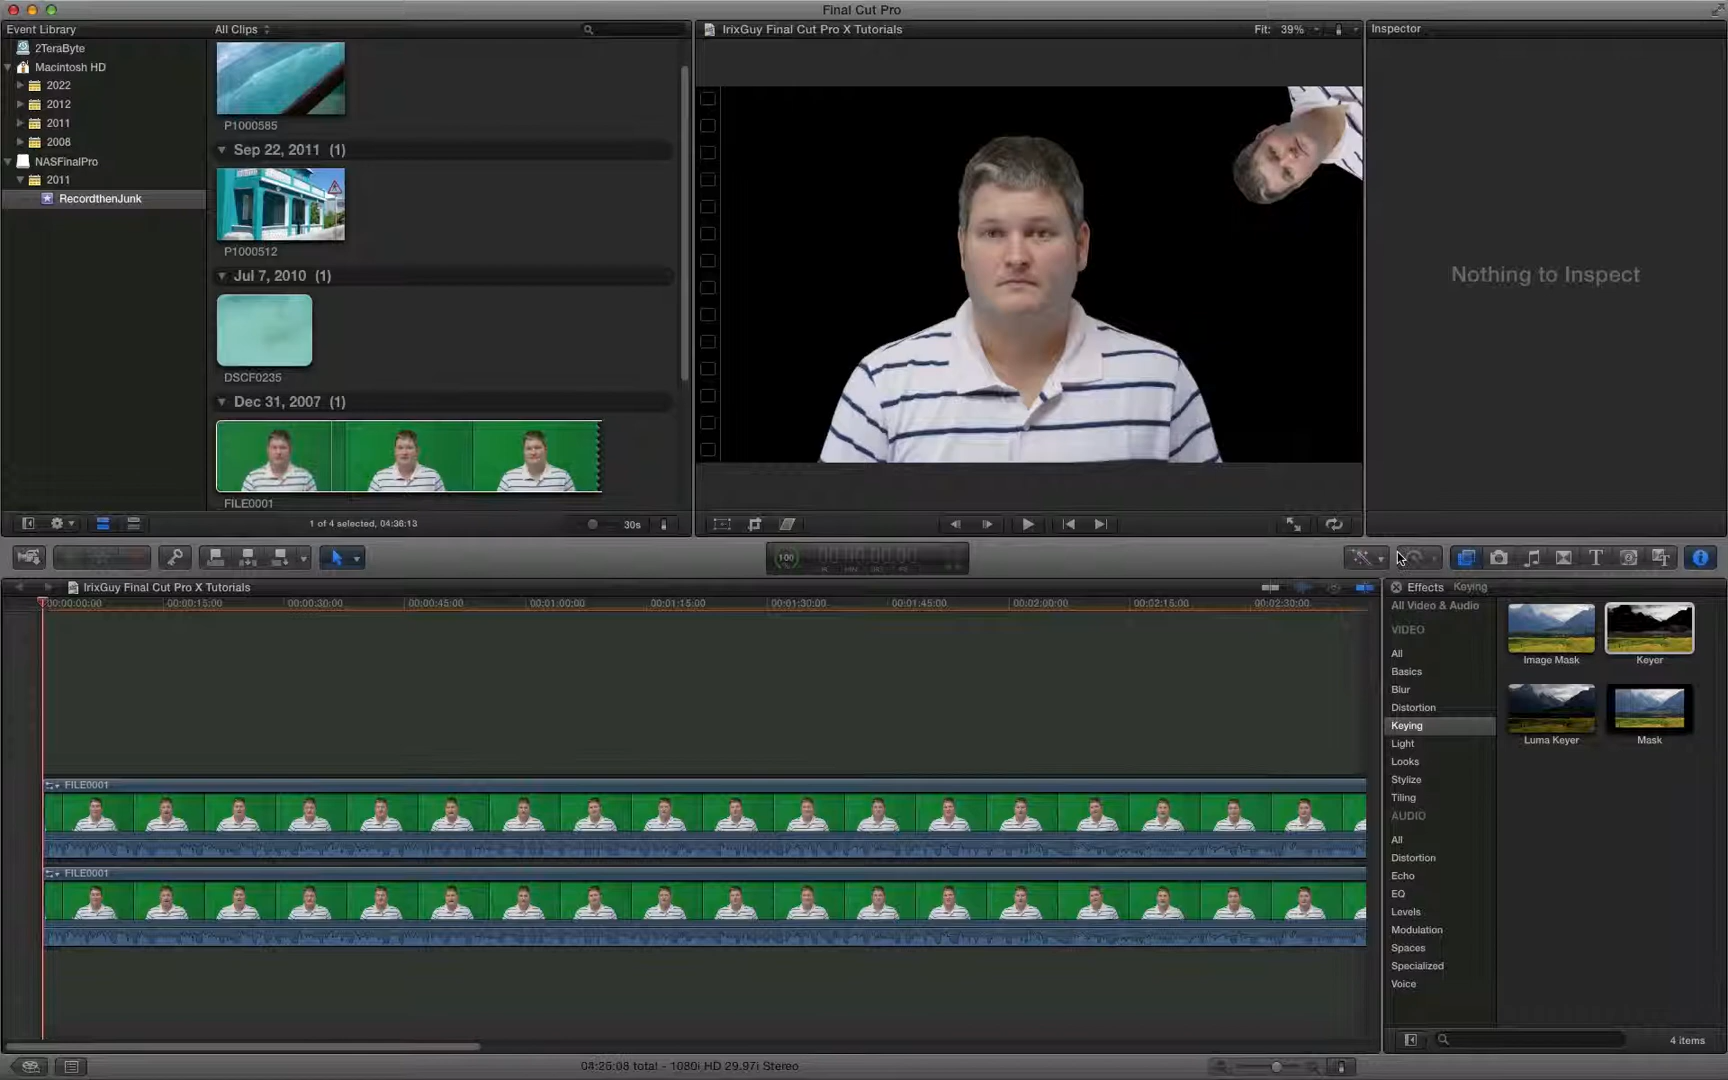 Final Cut Pro
Event Library
2TeraByte
Macintosh HD
2022
2012
2011
2008
NASFinalPro
2011
RecordthenJunk
All Clips
P1000585
Sep 22, 2011 (1)
P1000512
Jul 7, 2010 (1)
DSCF0235
Dec 31, 2007 (1)
FILE0001
1 of 4 selected, 04:36:13
30s
IrixGuy Final Cut Pro X Tutorials
Fit: 39%
Inspector
Nothing to Inspect
100
00:00:00:00
IrixGuy Final Cut Pro X Tutorials
00:00:00:00
00:00:15:00
00:00:30:00
00:00:45:00
00:01:00:00
00:01:15:00
00:01:30:00
00:01:45:00
00:02:00:00
00:02:15:00
00:02:30:00
FILE0001
FILE0001
Effects Keying
All Video & Audio
VIDEO
All
Basics
Blur
Distortion
Keying
Light
Looks
Stylize
Tiling
AUDIO
All
Distortion
Echo
EQ
Levels
Modulation
Spaces
Specialized
Voice
Image Mask
Keyer
Luma Keyer
Mask
4 items
04:25:08 total - 1080i HD 29.97i Stereo